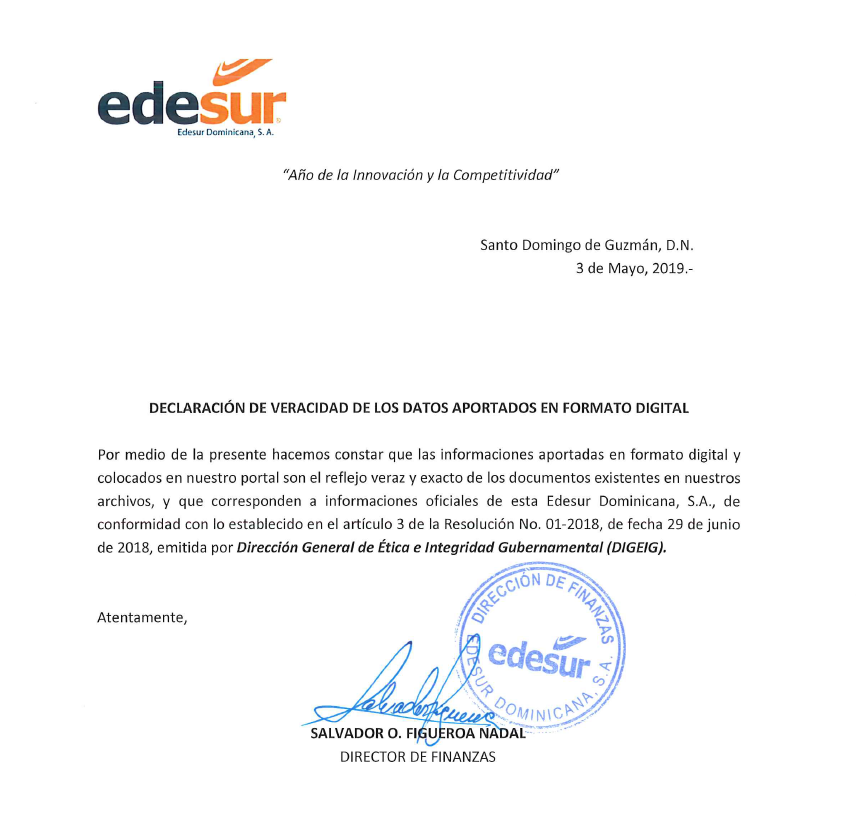 edesur
Edesur Dominicana, S. A.
“Año de la Innovación y la Competitividad”
Santo Domingo de Guzmán, D.N.
3 de Mayo, 2019.-
DECLARACIÓN DE VERACIDAD DE LOS DATOS APORTADOS EN FORMATO DIGITAL
Por medio de la presente hacemos constar que las informaciones aportadas en formato digital y
colocados en nuestro portal son el reflejo veraz y exacto de los documentos existentes en nuestros
archivos, y que corresponden a informaciones oficiales de esta Edesur Dominicana, S.A., de
conformidad con lo establecido en el artículo 3 de la Resolución No. 01-2018, de fecha 29 de junio
de 2018, emitida por Dirección General de Ética e Integridad Gubernamental (DIGEIG).
Atentamente,
DIRECCIÓN DE FINANZAS
edesur
EDESUR DOMINICANA, S.A.
Salvador Figueroa
SALVADOR O. FIGUEROA NADAL
DIRECTOR DE FINANZAS